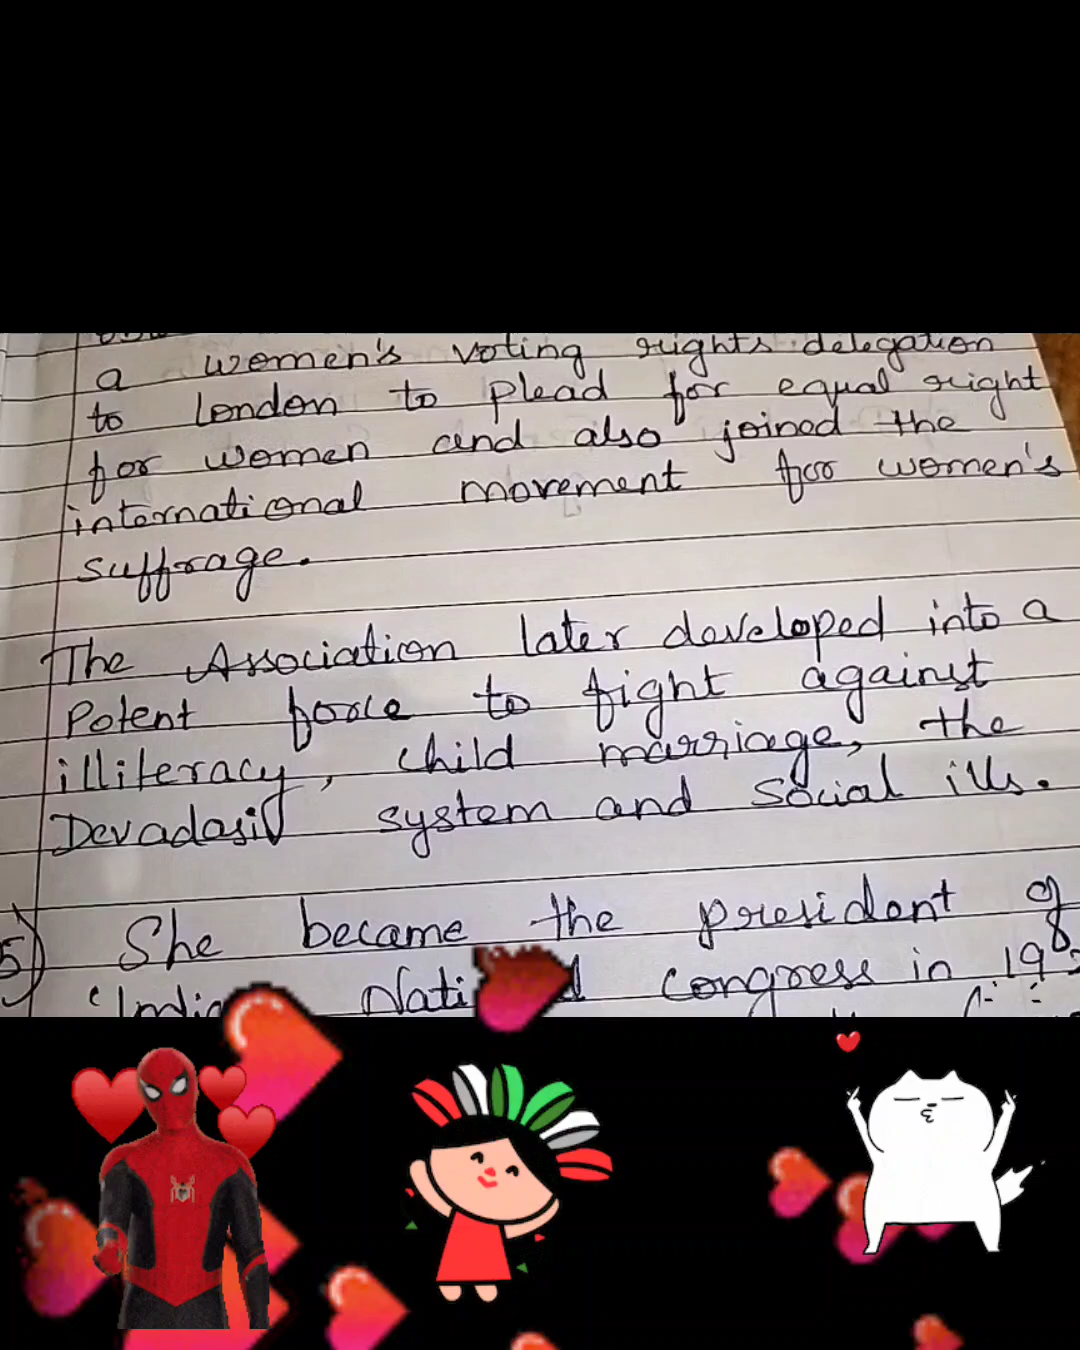 a women's voting rights delegation
to London to plead for equal right
for women and also joined the
international movement for women's
suffrage.
The Association later developed into a
Potent force to fight against
illiteracy, child marriage, the
Devadasi system and social ills.
5) She became the president of
congress in 19